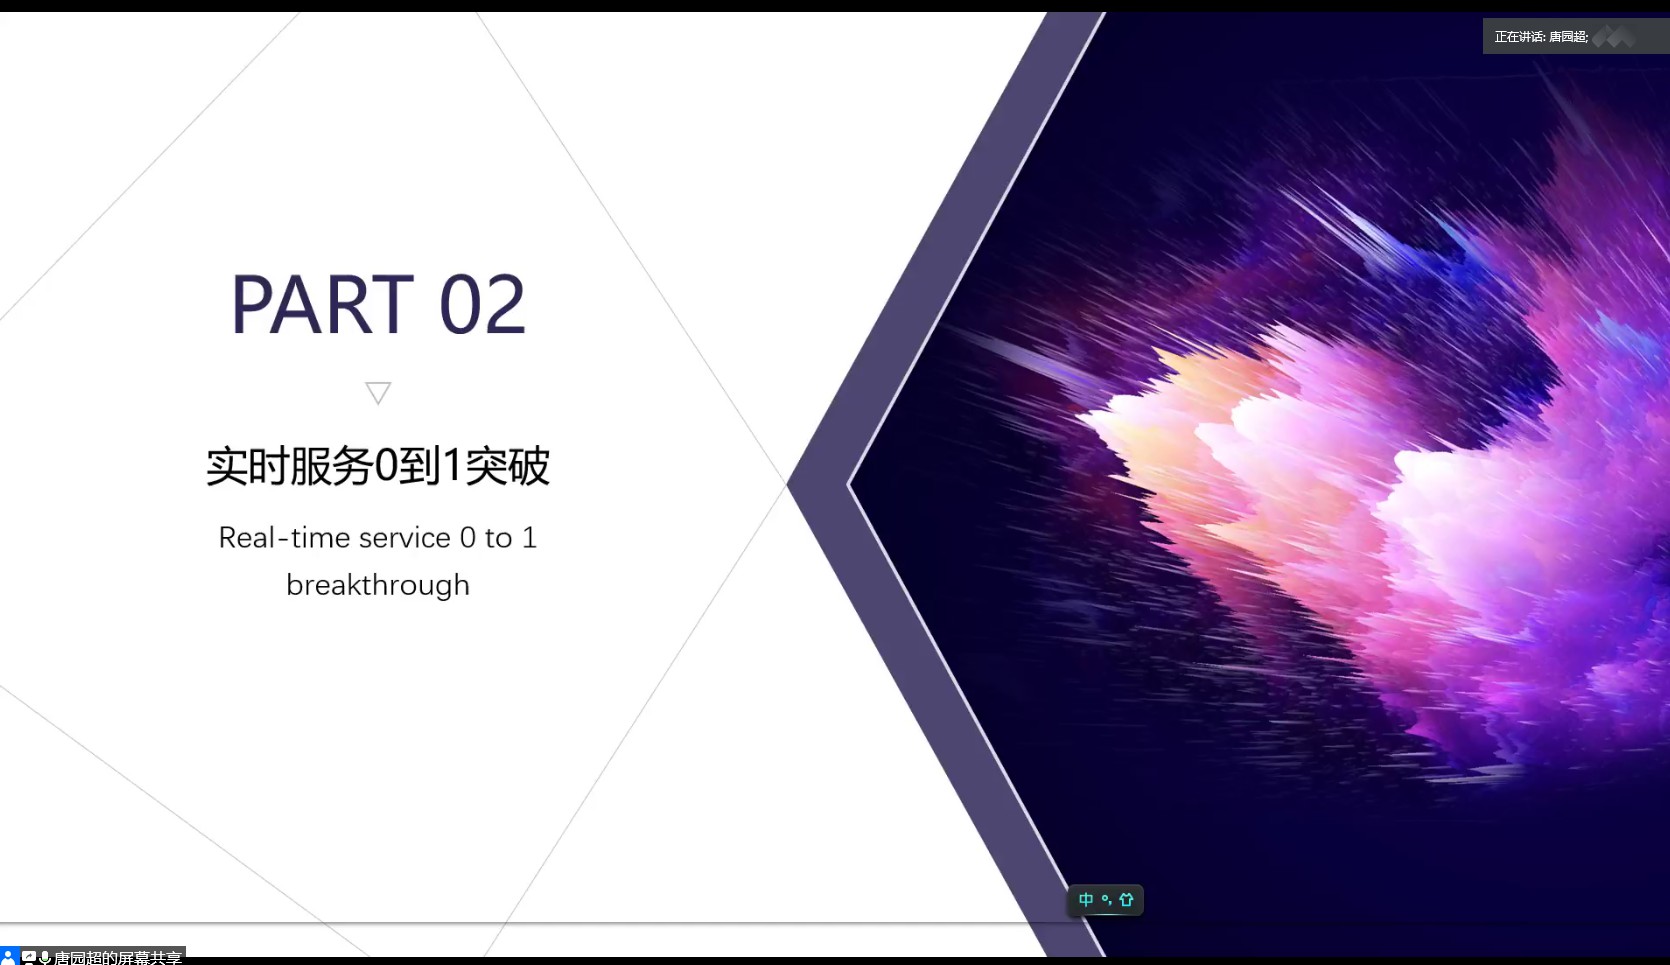 正在讲话: 唐园超;
PART 02
实时服务0到1突破
Real-time service 0 to 1
breakthrough
中 °,
唐园超的屏幕共享